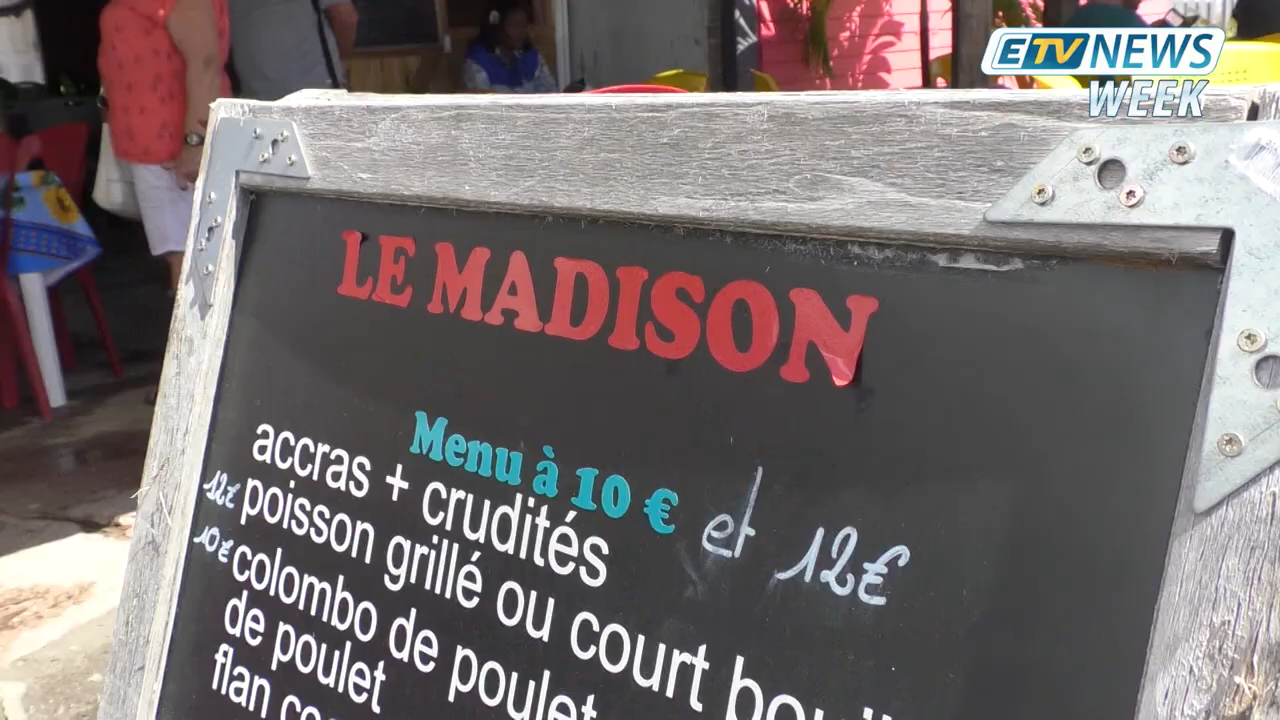 ETV NEWS
WEEK
LE MADISON
Menu à 10 € et 12€
accras + crudités
12€ poisson grillé ou court
10€ colombo de poulet
de poulet
flan